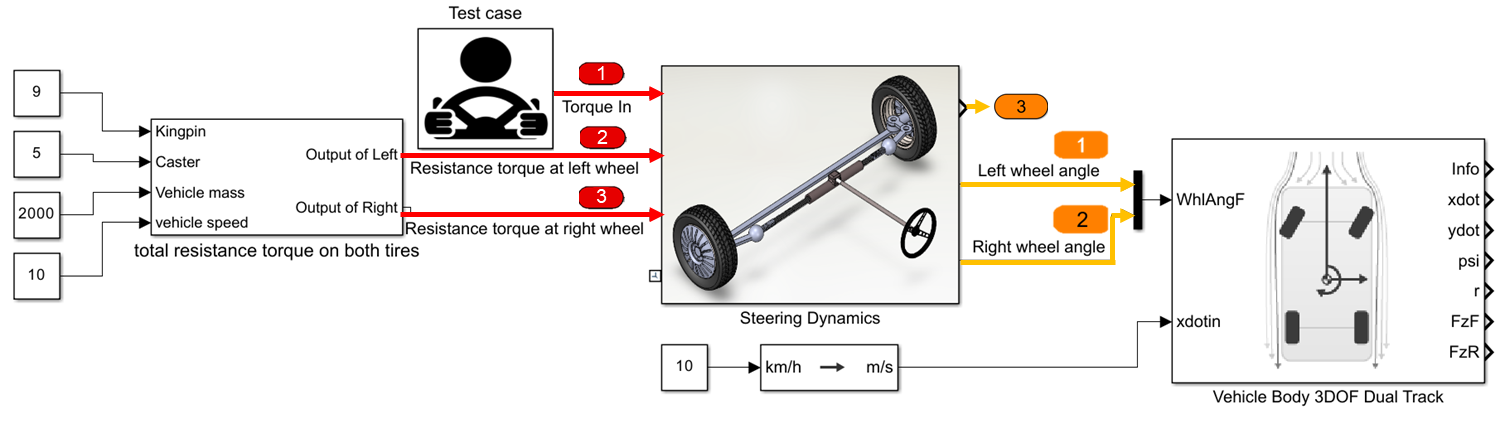 Test case
9
5
2000
10
Kingpin
Caster
Vehicle mass
vehicle speed
Output of Left
Output of Right
total resistance torque on both tires
1
Torque In
2
Resistance torque at left wheel
3
Resistance torque at right wheel
Steering Dynamics
3
1
Left wheel angle
2
Right wheel angle
10
km/h
m/s
WhlAngF
xdotin
Info
xdot
ydot
psi
r
FzF
FzR
Vehicle Body 3DOF Dual Track